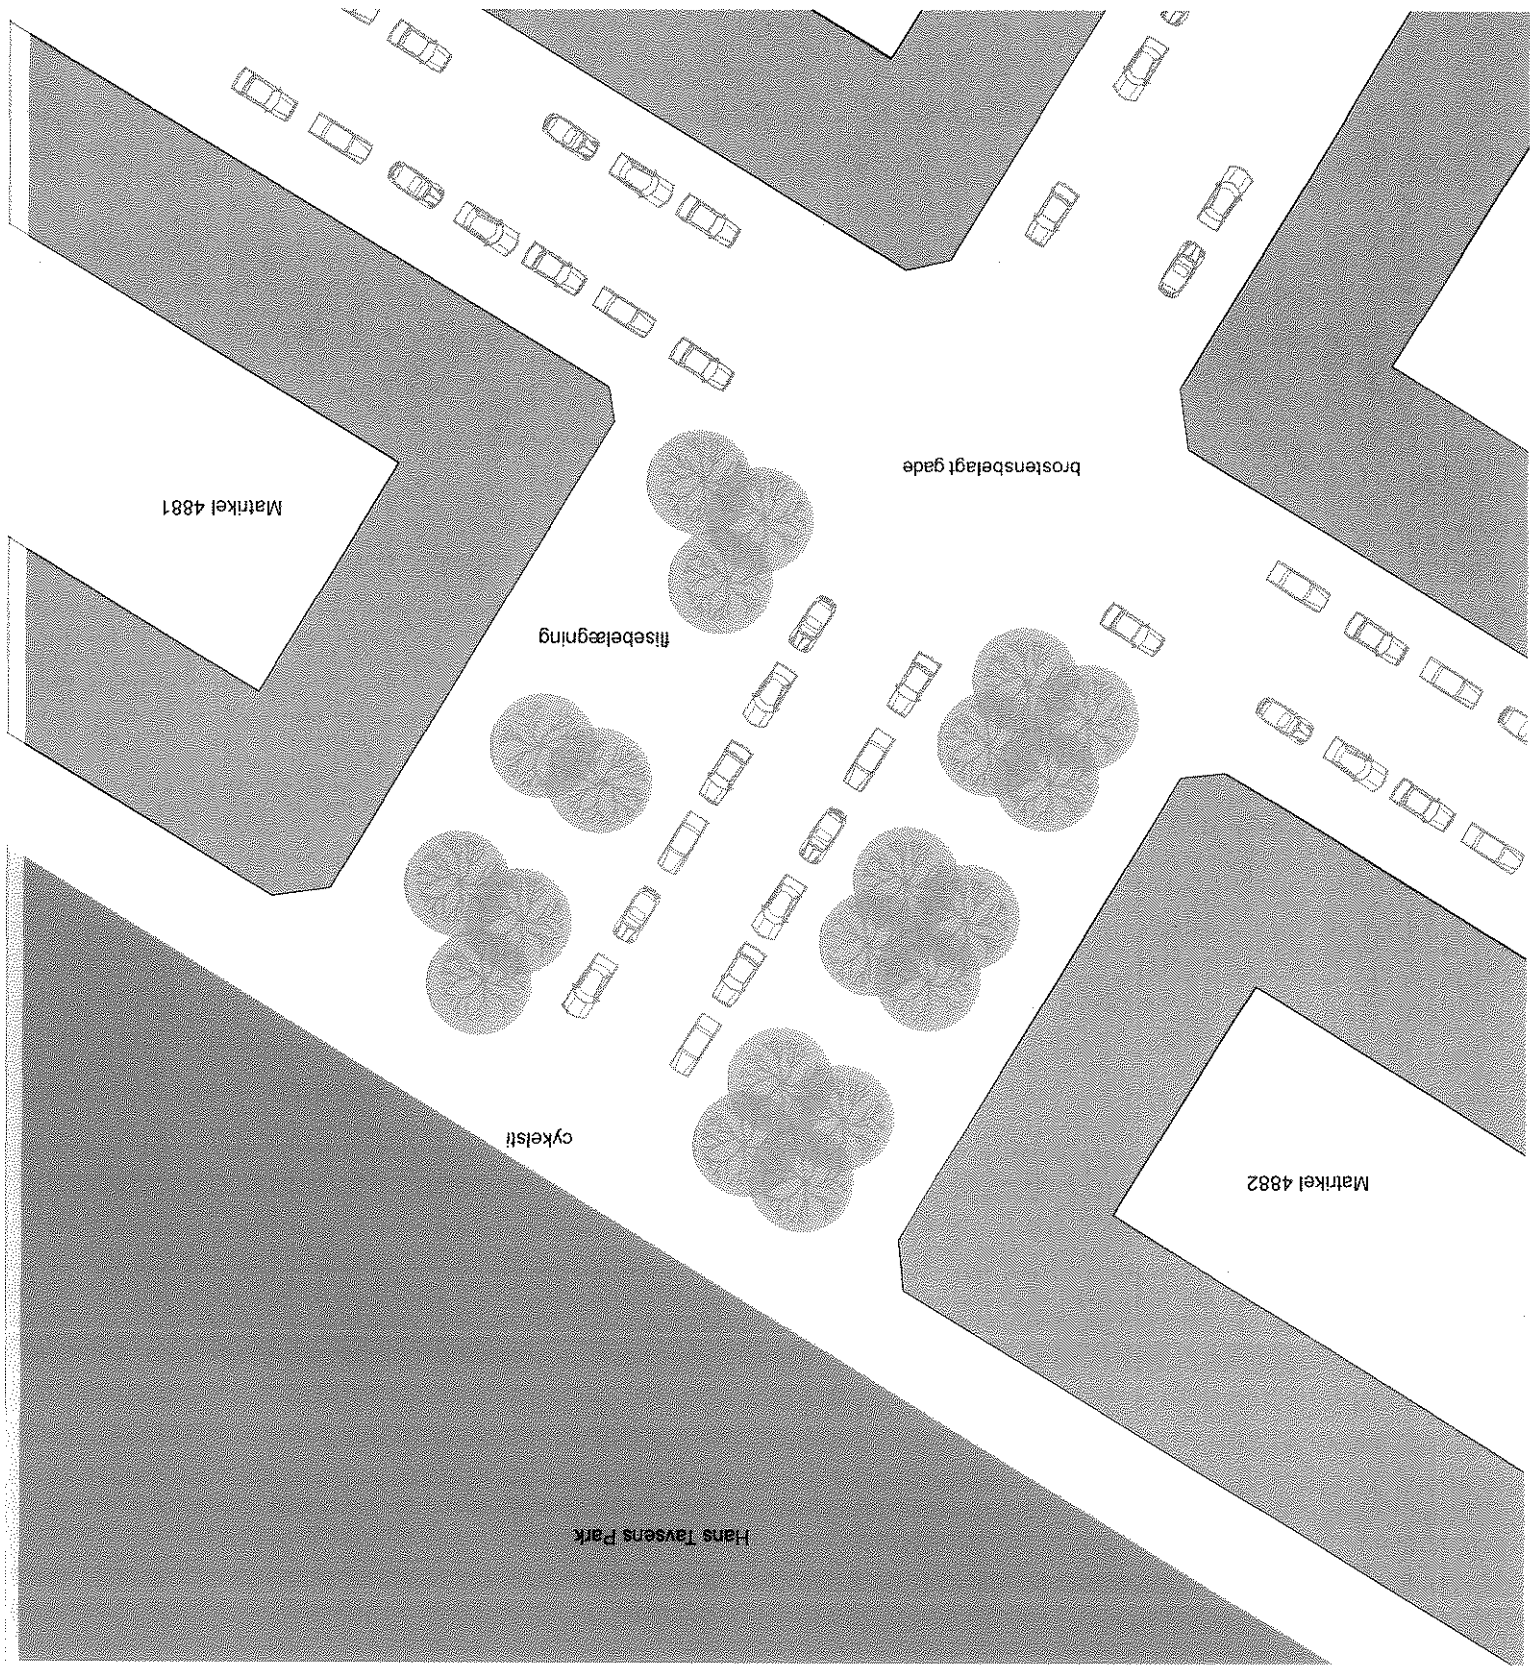 Hans Tavsens Park
Matrikel 4882
cykelsti
flisebelægning
Matrikel 4881
brostensbelagt gade